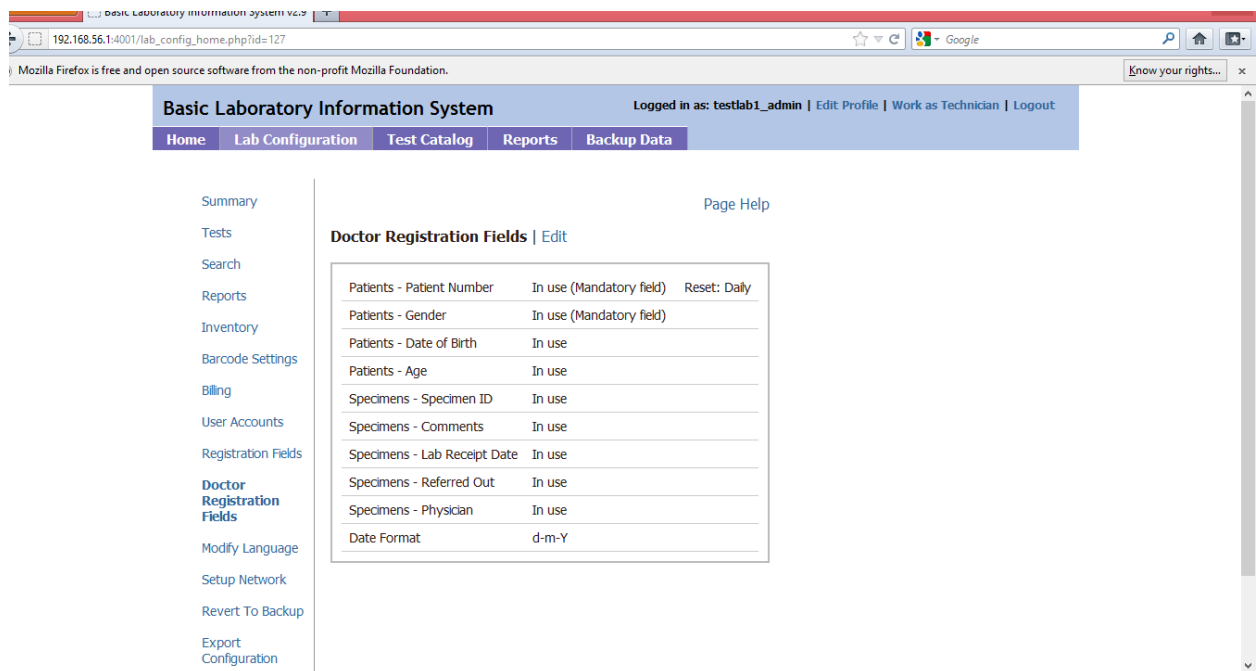 Basic Laboratory Information System v2.9
192.168.56.1:4001/lab_config_home.php?id=127
Google
Mozilla Firefox is free and open source software from the non-profit Mozilla Foundation.
Know your rights...
Basic Laboratory Information System
Logged in as: testlab1_admin | Edit Profile | Work as Technician | Logout
Home Lab Configuration Test Catalog Reports Backup Data
Summary
Tests
Search
Reports
Inventory
Barcode Settings
Billing
User Accounts
Registration Fields
Doctor
Registration
Fields
Modify Language
Setup Network
Revert To Backup
Export
Configuration
Page Help
Doctor Registration Fields | Edit
Patients - Patient Number In use (Mandatory field) Reset: Daily
Patients - Gender In use (Mandatory field)
Patients - Date of Birth In use
Patients - Age In use
Specimens - Specimen ID In use
Specimens - Comments In use
Specimens - Lab Receipt Date In use
Specimens - Referred Out In use
Specimens - Physician In use
Date Format d-m-Y